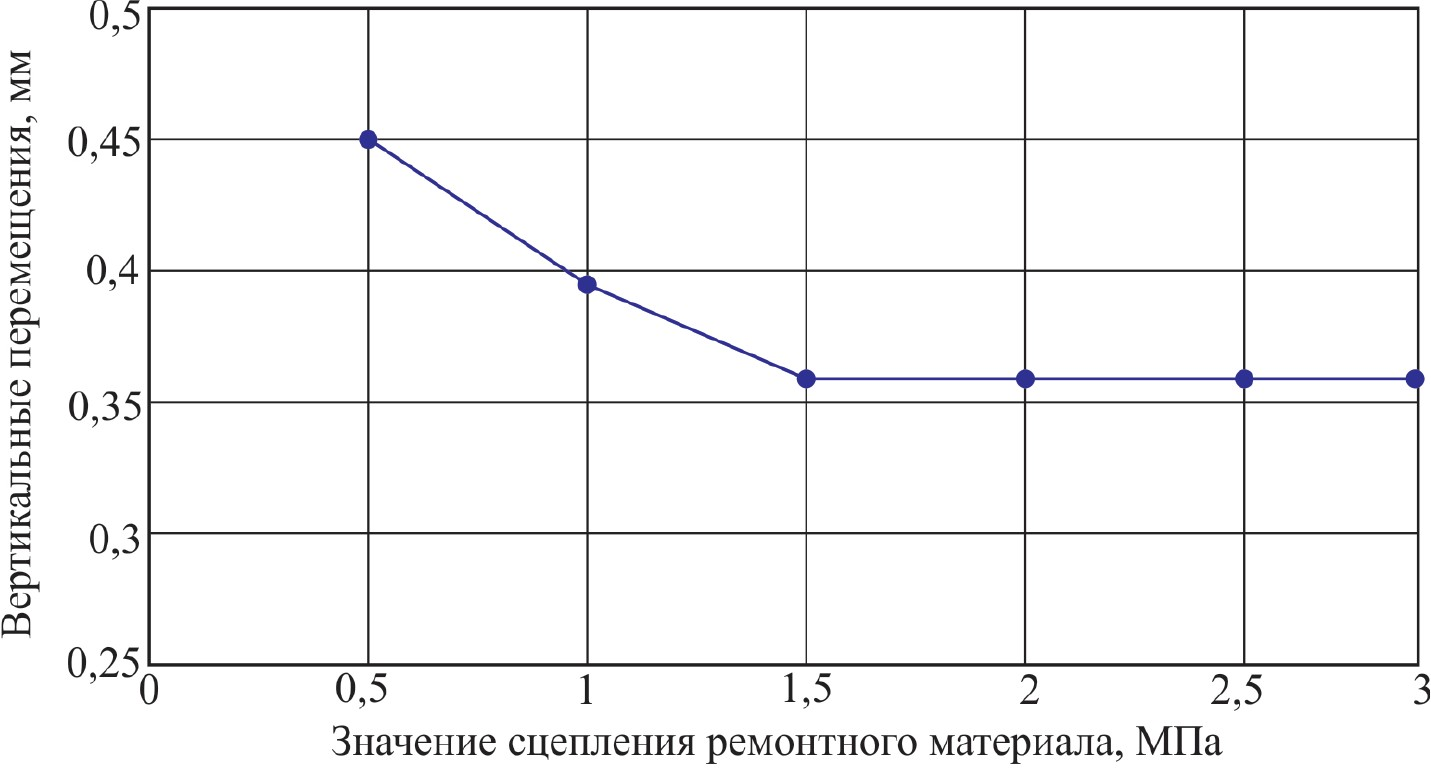 Вертикальные перемещения, мм
0,5
0,45
0,4
0,35
0,3
0,25
0 0,5 1 1,5 2 2,5 3
Значение сцепления ремонтного материала, МПа